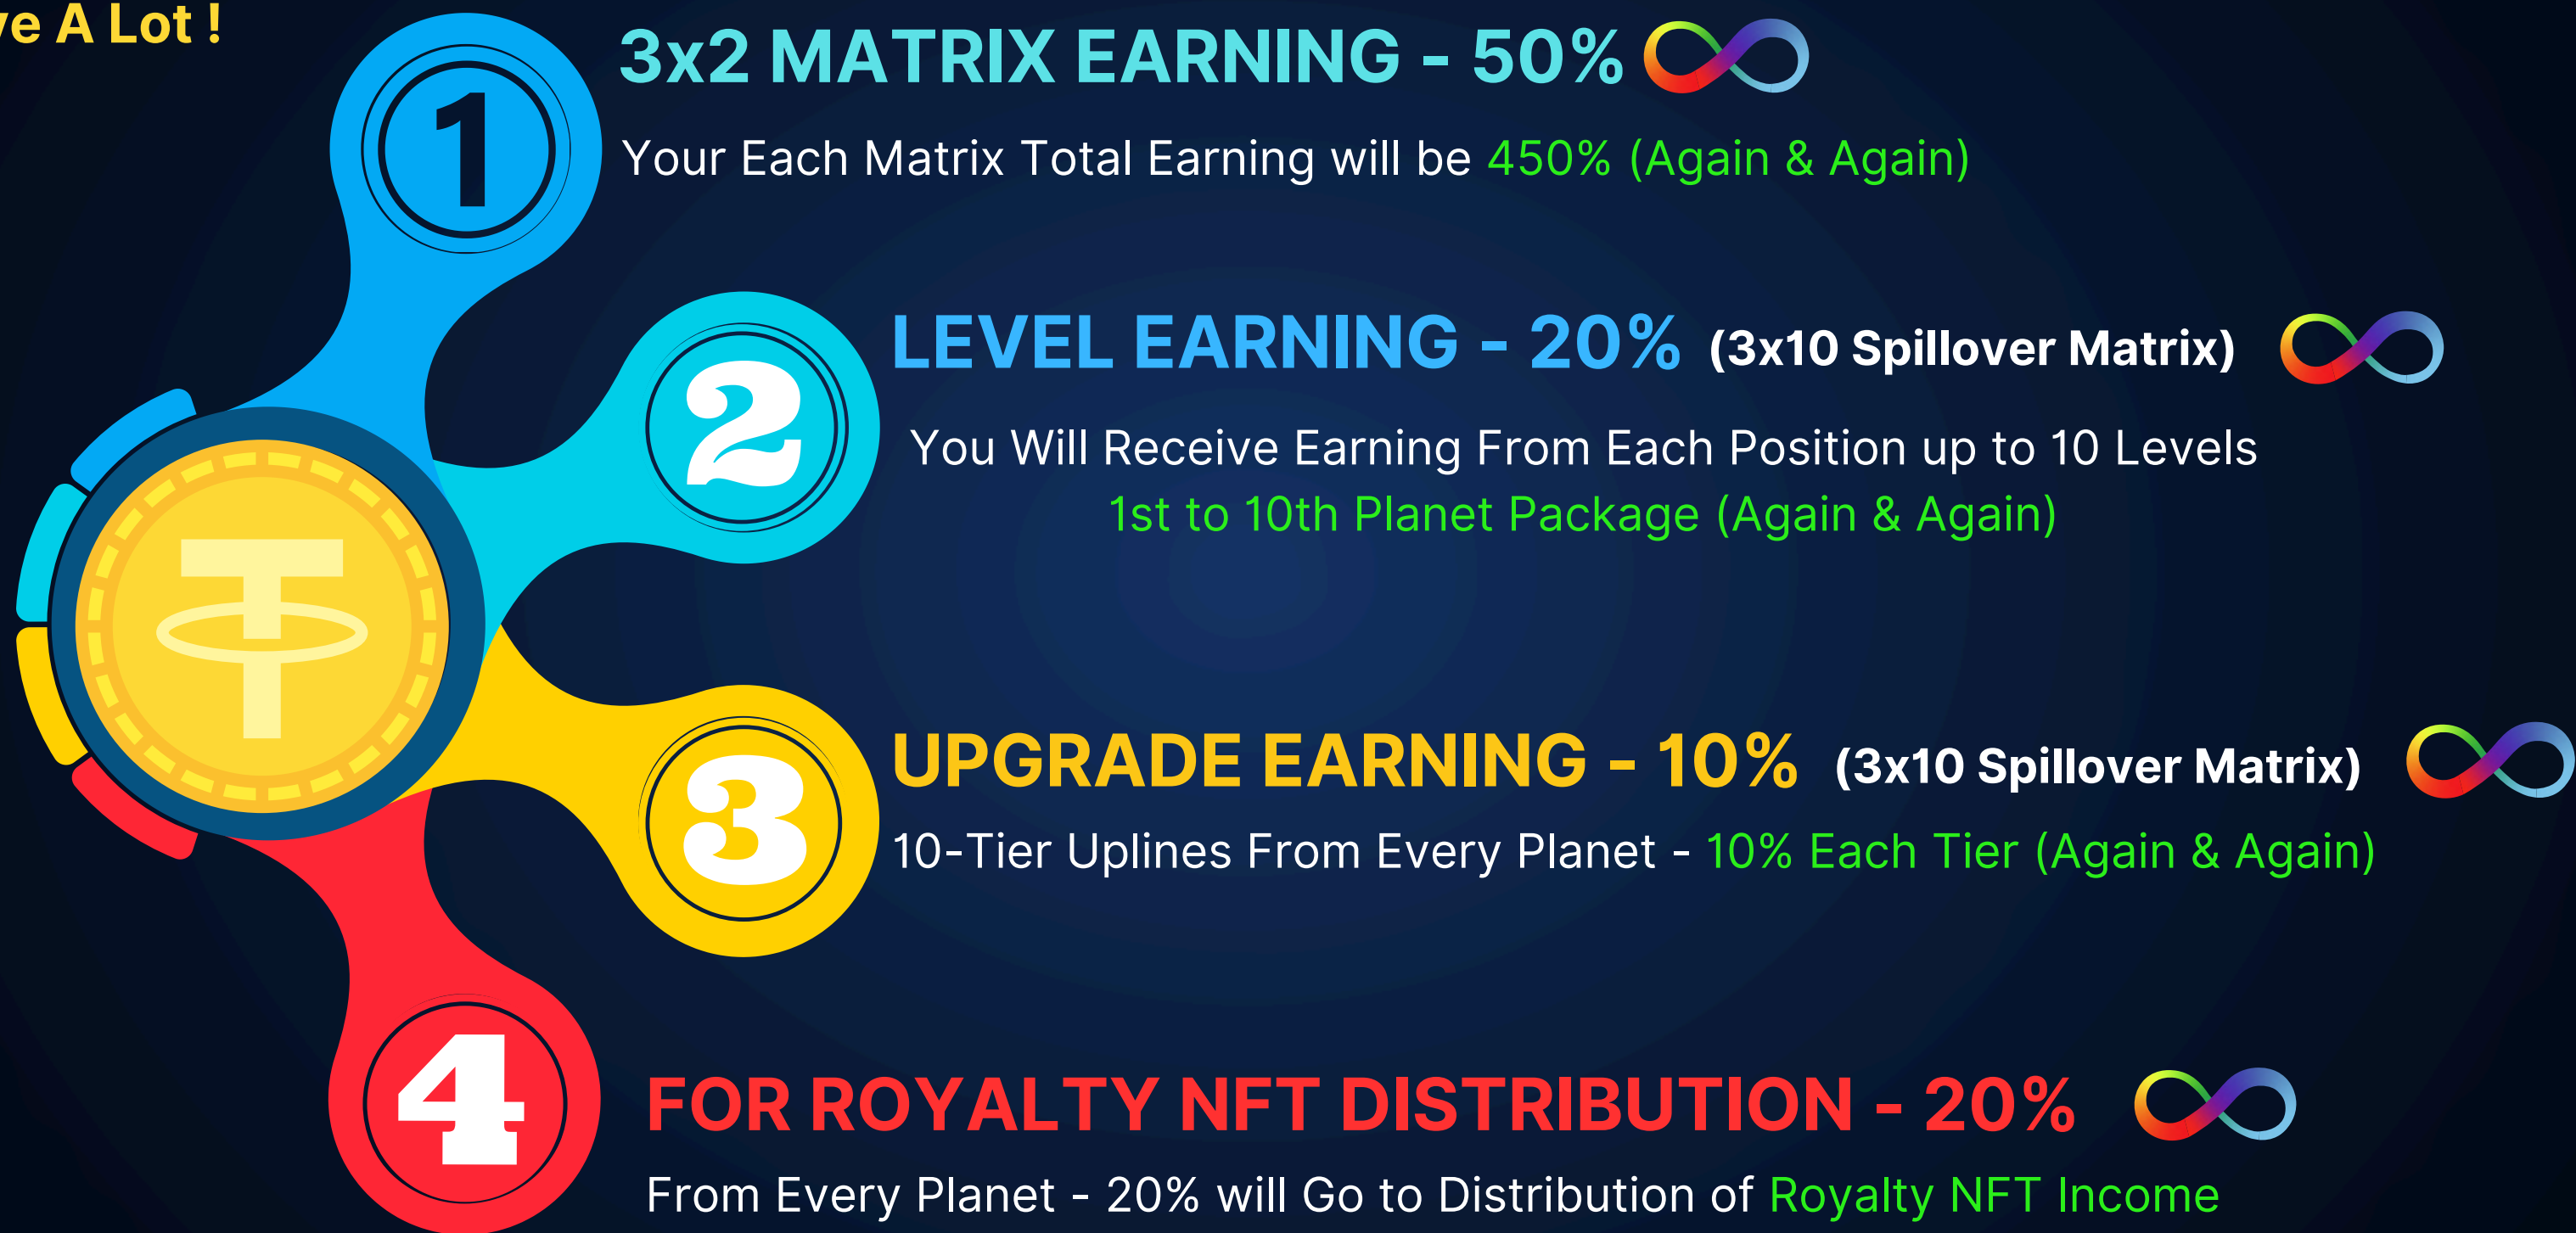 ve A Lot !
1
3x2 MATRIX EARNING - 50%
Your Each Matrix Total Earning will be 450% (Again & Again)
2
LEVEL EARNING - 20% (3x10 Spillover Matrix)
You Will Receive Earning From Each Position up to 10 Levels
1st to 10th Planet Package (Again & Again)
3
UPGRADE EARNING - 10% (3x10 Spillover Matrix)
10-Tier Uplines From Every Planet - 10% Each Tier (Again & Again)
4
FOR ROYALTY NFT DISTRIBUTION - 20%
From Every Planet - 20% will Go to Distribution of Royalty NFT Income